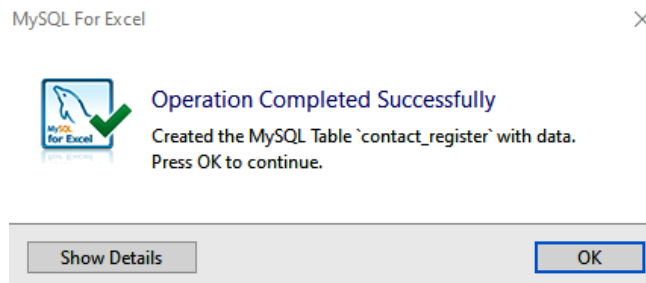 MySQL For Excel
MySQL
for Excel
Operation Completed Successfully
Created the MySQL Table `contact_register` with data.
Press OK to continue.
Show Details
OK